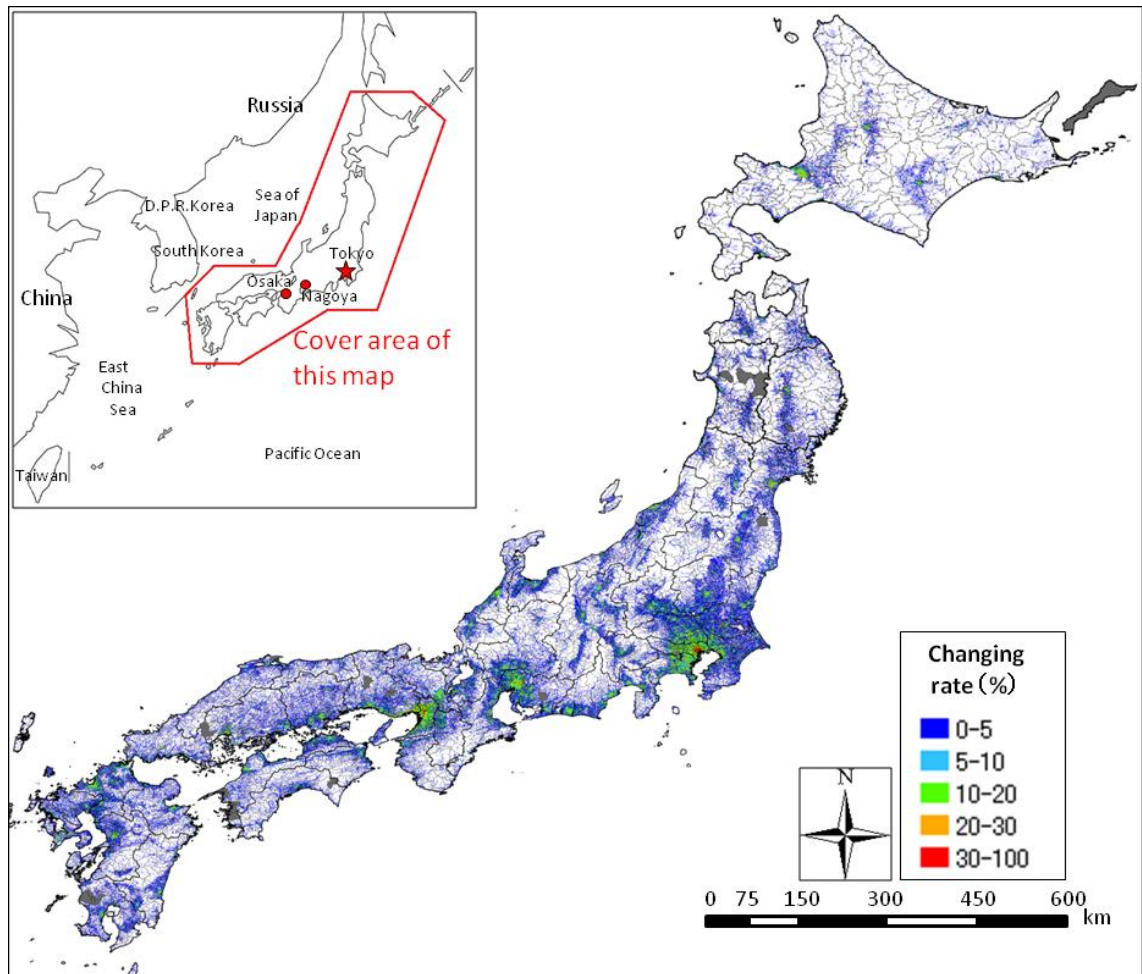 Russia
Sea of
Japan
D.P.R.Korea
South Korea
Tokyo
Osaka
Nagoya
China
Cover area of
this map
East
China
Sea
Pacific Ocean
Taiwan
Changing
rate (%)
0-5
5-10
10-20
20-30
30-100
N
0 75 150 300 450 600
km